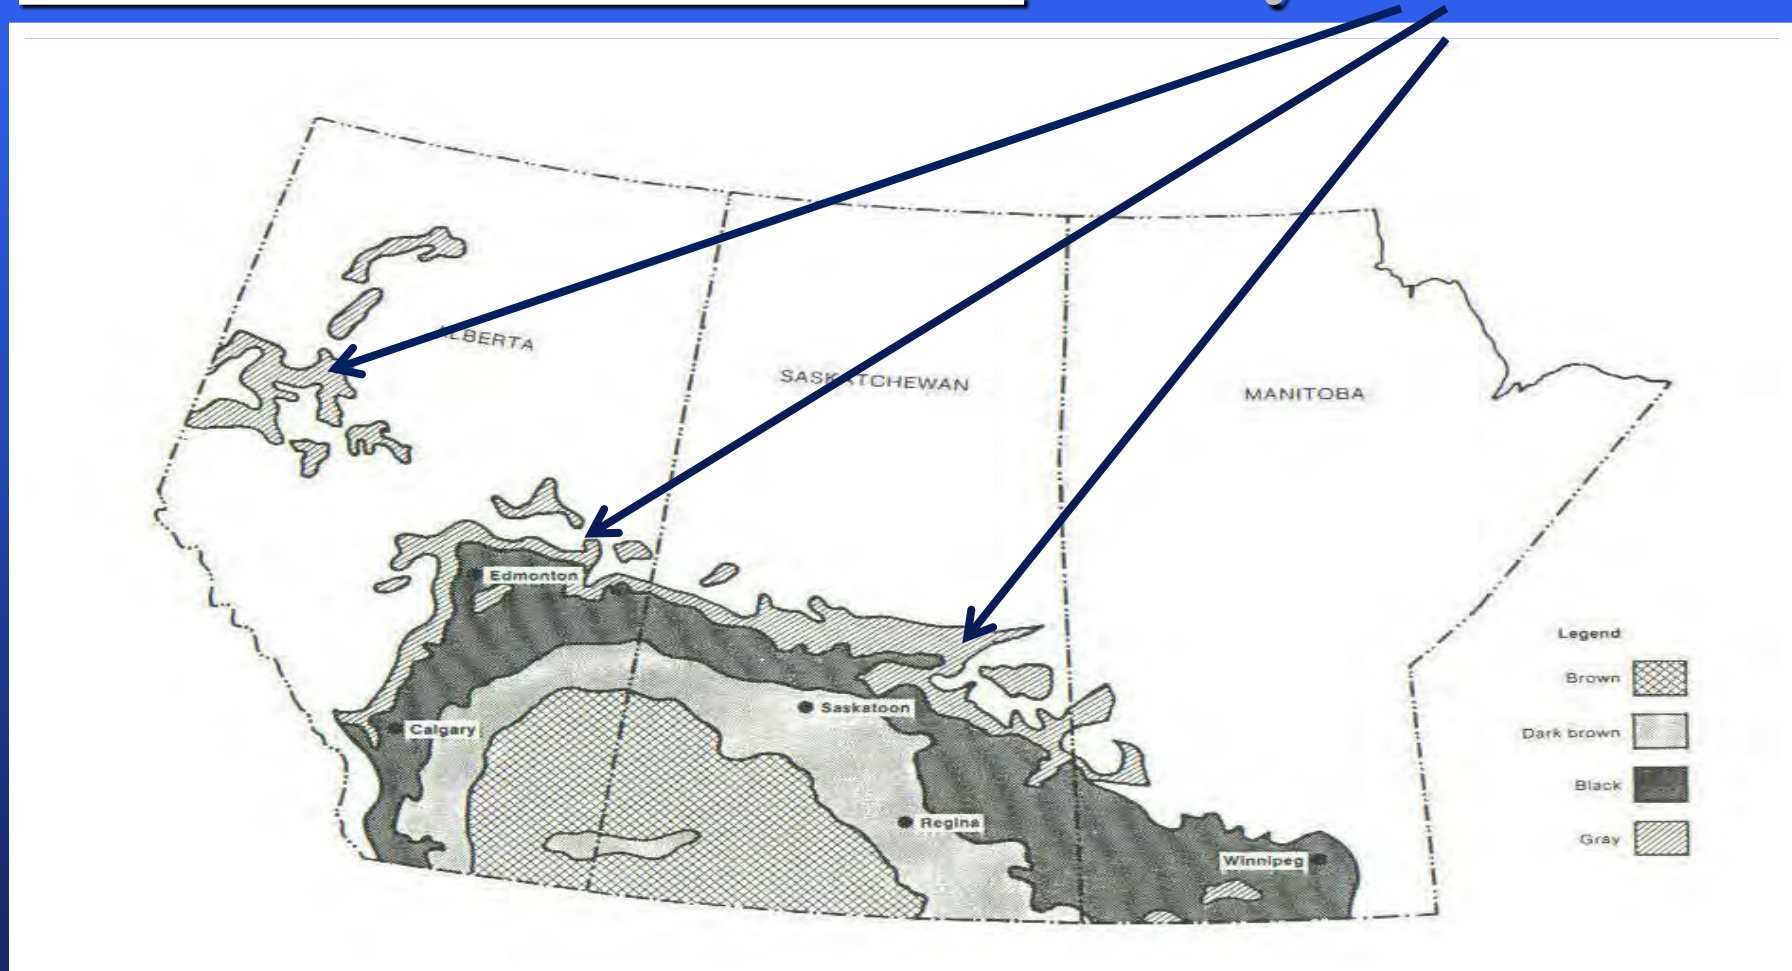 ALBERTA
SASKATCHEWAN
MANITOBA
Edmonton
Saskatoon
Calgary
Regina
Winnipeg
Legend
Brown
Dark brown
Black
Gray